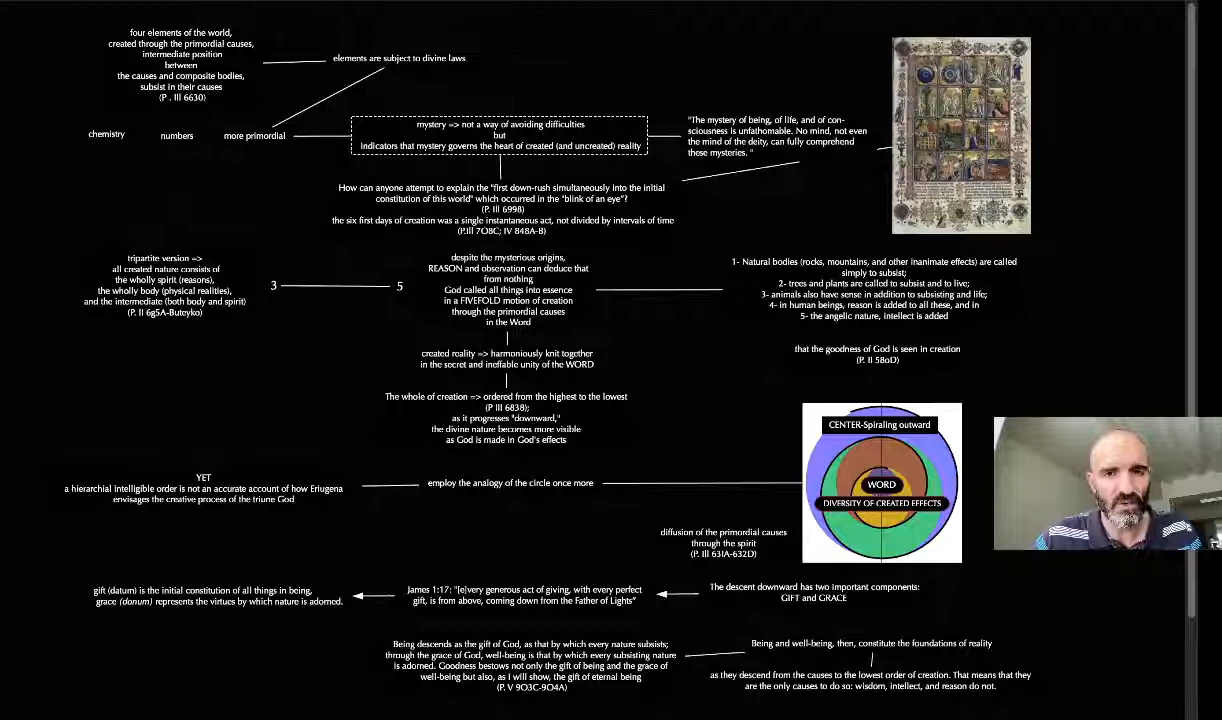 four elements of the world,
created through the primordial causes,
intermediate position
between
the causes and composite bodies,
subsist in their causes
(P . III 6630)
elements are subject to divine laws
chemistry
numbers
more primordial
mystery => not a way of avoiding difficulties
but
indicators that mystery governs the heart of created (and uncreated) reality
"The mystery of being, of life, and of con-
sciousness is unfathomable. No mind, not even
the mind of the deity, can fully comprehend
these mysteries. "
How can anyone attempt to explain the "first down-rush simultaneously into the initial
constitution of this world" which occurred in the "blink of an eye"?
(P. III 6998)
the six first days of creation was a single instantaneous act, not divided by intervals of time
(P.III 7O8C; IV 848A-B)
tripartite version =>
all created nature consists of
the wholly spirit (reasons),
the wholly body (physical realities),
and the intermediate (both body and spirit)
(P. II 6g5A-Buteyko)
3
5
despite the mysterious origins,
REASON and observation can deduce that
from nothing
God called all things into essence
in a FIVEFOLD motion of creation
through the primordial causes
in the Word
1- Natural bodies (rocks, mountains, and other inanimate effects) are called
simply to subsist;
2- trees and plants are called to subsist and to live;
3- animals also have sense in addition to subsisting and life;
4- in human beings, reason is added to all these, and in
5- the angelic nature, intellect is added
that the goodness of God is seen in creation
(P. II 58oD)
created reality => harmoniously knit together
in the secret and ineffable unity of the WORD
The whole of creation => ordered from the highest to the lowest
(P III 6838);
as it progresses "downward,"
the divine nature becomes more visible
as God is made in God's effects
CENTER-Spiraling outward
WORD
DIVERSITY OF CREATED EFFECTS
YET
a hierarchial intelligible order is not an accurate account of how Eriugena
envisages the creative process of the triune God
employ the analogy of the circle once more
diffusion of the primordial causes
through the spirit
(P. III 63IA-632D)
gift (datum) is the initial constitution of all things in being,
grace (donum) represents the virtues by which nature is adorned.
James 1:17: "[e]very generous act of giving, with every perfect
gift, is from above, coming down from the Father of Lights"
The descent downward has two important components:
GIFT and GRACE
Being descends as the gift of God, as that by which every nature subsists;
through the grace of God, well-being is that by which every subsisting nature
is adorned. Goodness bestows not only the gift of being and the grace of
well-being but also, as I will show, the gift of eternal being
(P. V 9O3C-9O4A)
Being and well-being, then, constitute the foundations of reality
as they descend from the causes to the lowest order of creation. That means that they
are the only causes to do so: wisdom, intellect, and reason do not.